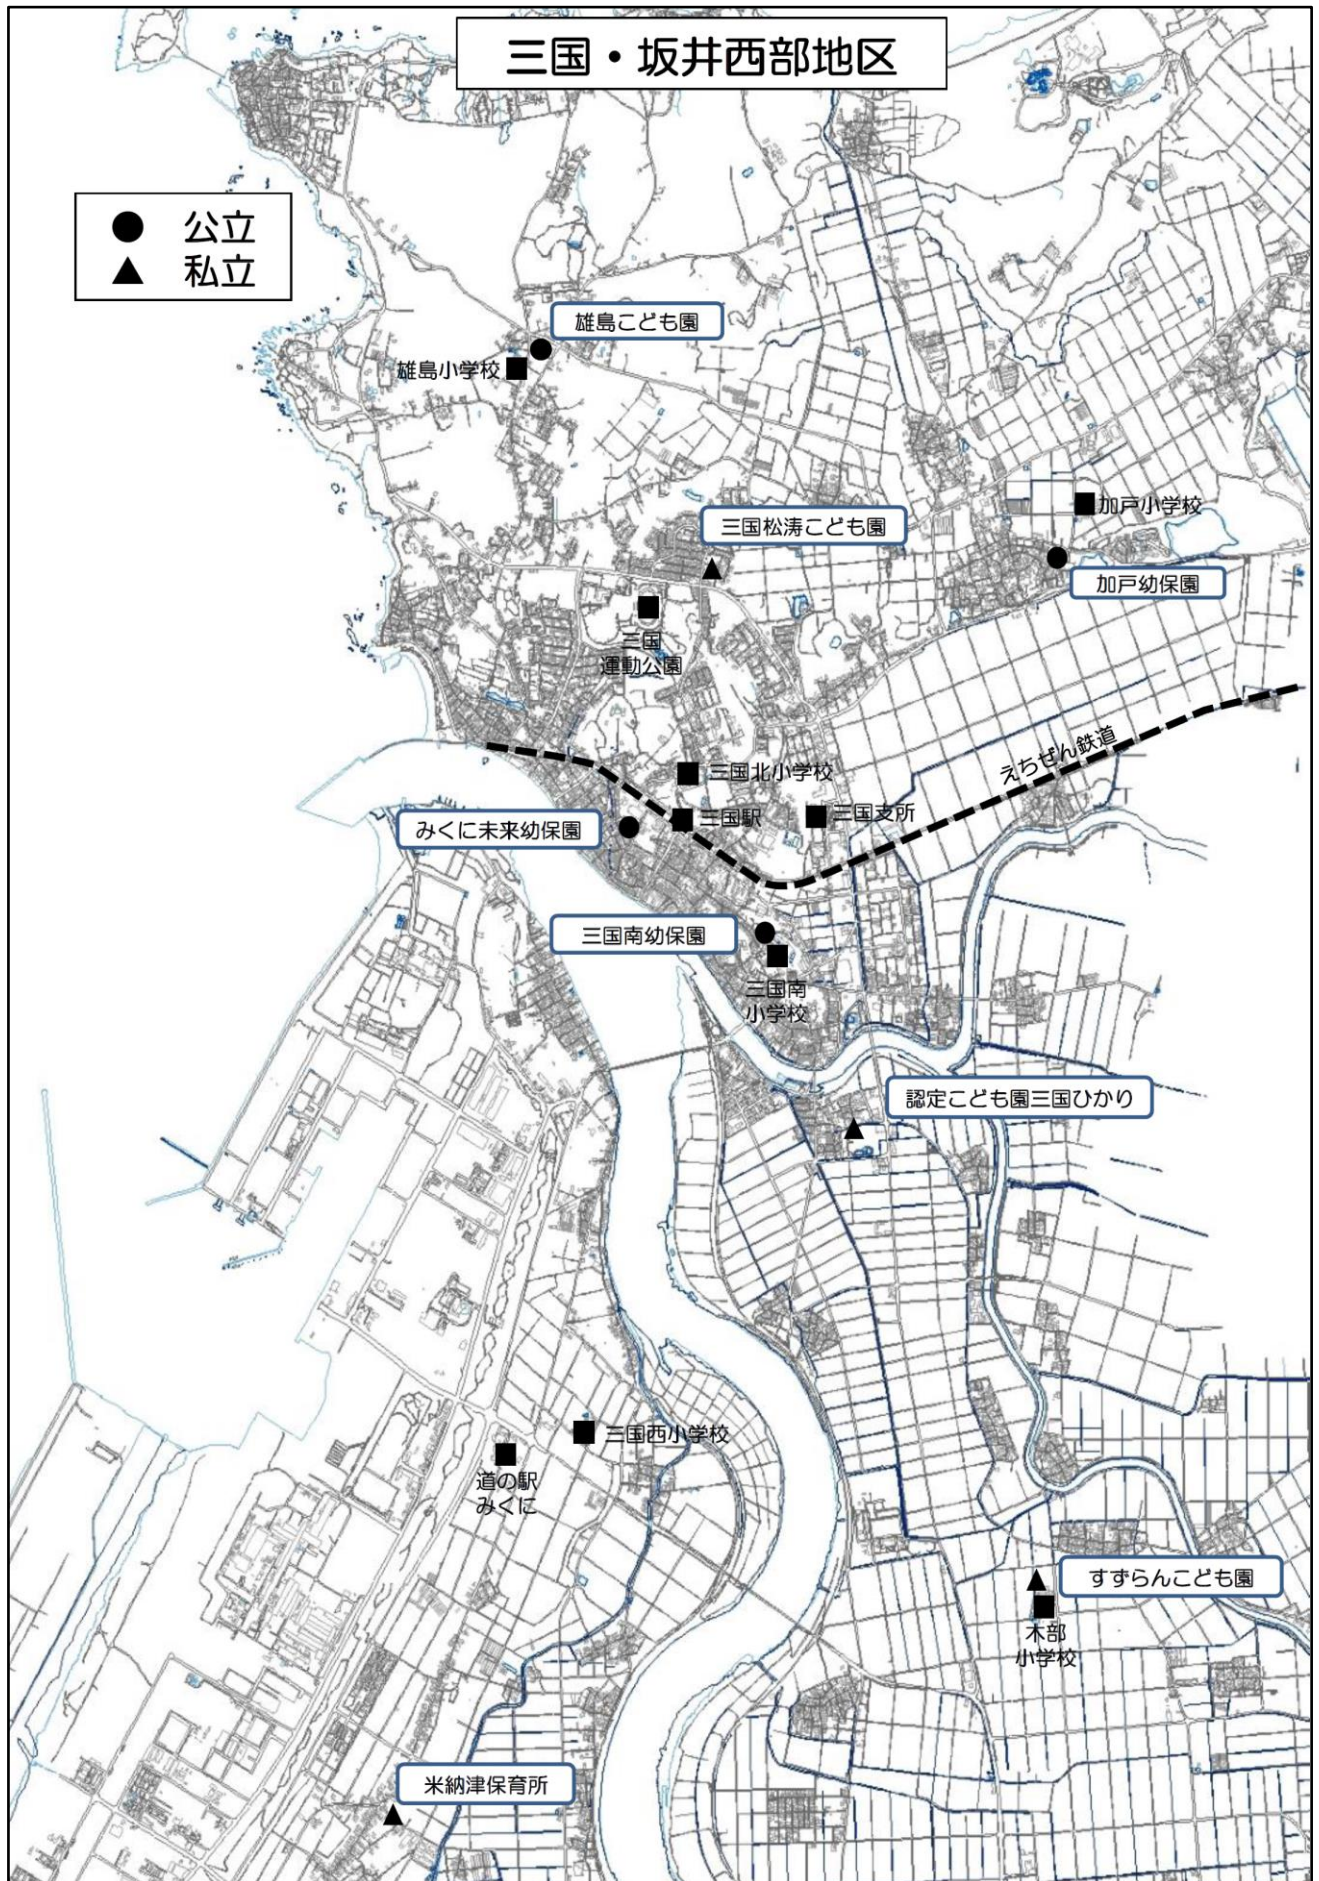 三国・坂井西部地区
● 公立
▲ 私立
雄島こども園
雄島小学校
加戸小学校
三国松涛こども園
加戸幼保園
三国
運動公園
えちぜん鉄道
三国北小学校
三国駅
三国支所
みくに未来幼保園
三国南幼保園
三国南
小学校
認定こども園三国ひかり
三国西小学校
道の駅
みくに
すずらんこども園
木部
小学校
米納津保育所